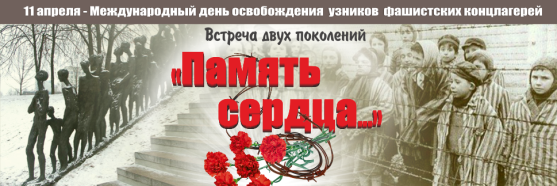 11 апреля - Международный день освобождения узников фашистских концлагерей
Встреча двух поколений
«Память
сердца...»